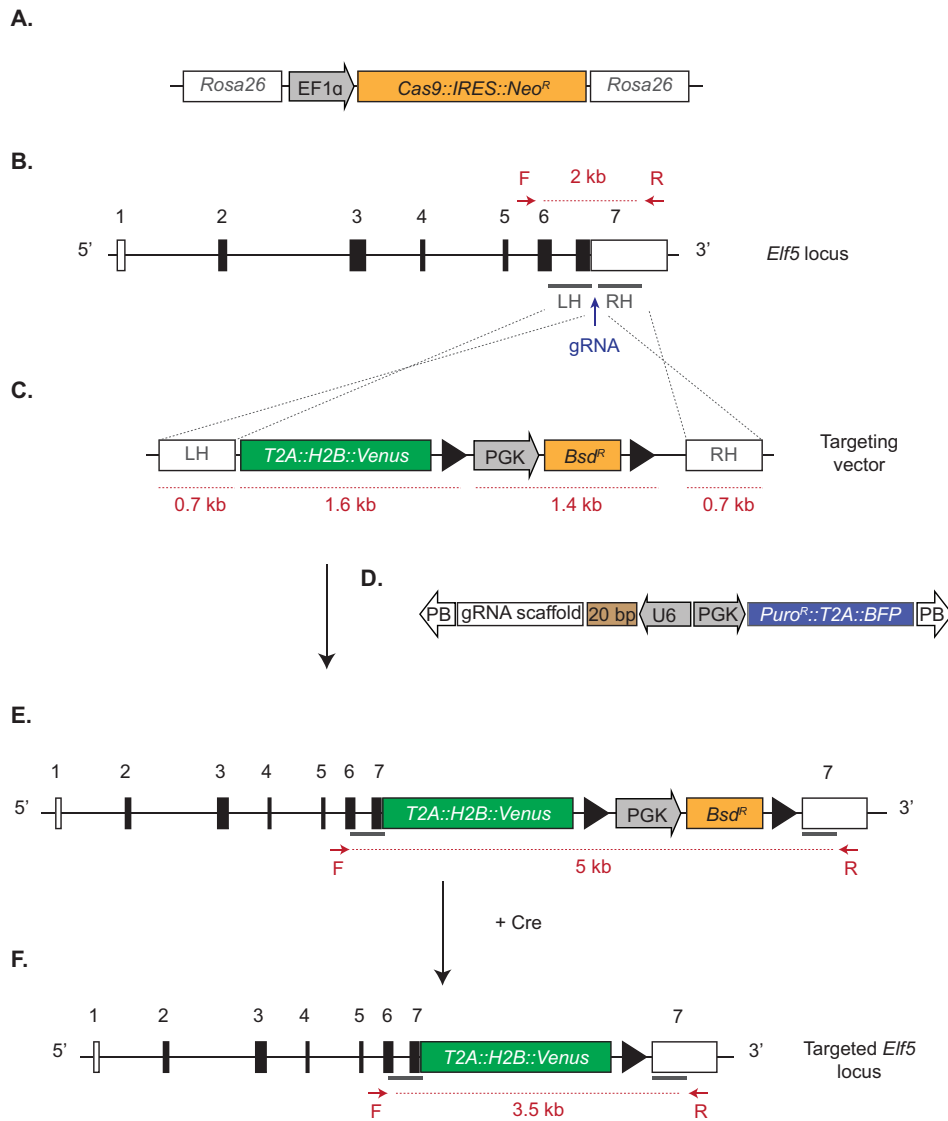 A.
Rosa26 EF1α Cas9::IRES::Neo^R Rosa26
B.
F 2 kb R
1 2 3 4 5 6 7
5’ 3’ Elf5 locus
LH RH
gRNA
C.
LH T2A::H2B::Venus PGK Bsd^R RH Targeting vector
0.7 kb 1.6 kb 1.4 kb 0.7 kb
D.
PB gRNA scaffold 20 bp U6 PGK Puro^R::T2A::BFP PB
E.
1 2 3 4 5 6 7 7
5’ T2A::H2B::Venus PGK Bsd^R 3’
F 5 kb R
+ Cre
F.
1 2 3 4 5 6 7 7
5’ T2A::H2B::Venus 3’ Targeted Elf5 locus
F 3.5 kb R